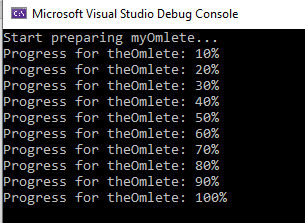 Microsoft Visual Studio Debug Console
Start preparing myOmlete...
Progress for theOmlete: 10%
Progress for theOmlete: 20%
Progress for theOmlete: 30%
Progress for theOmlete: 40%
Progress for theOmlete: 50%
Progress for theOmlete: 60%
Progress for theOmlete: 70%
Progress for theOmlete: 80%
Progress for theOmlete: 90%
Progress for theOmlete: 100%